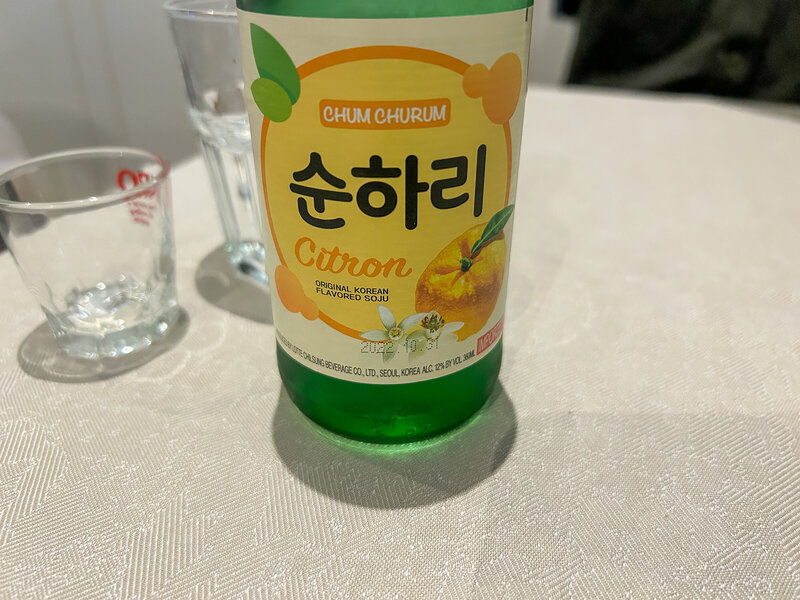 CHUM CHURUM
순하리
Citron
ORIGINAL KOREAN
FLAVORED SOJU
2022.10.31
LOTTE CHILSUNG BEVERAGE CO., LTD., SEOUL, KOREA ALC. 12% BY VOL. 360ML